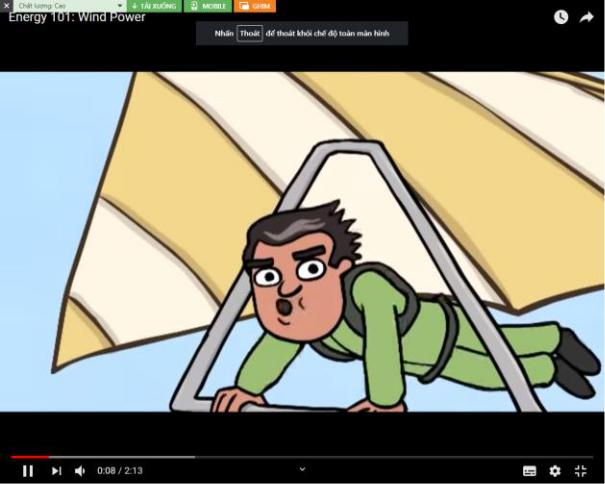 Chất lượng: Cao
TẢI XUỐNG
MOBILE
GHIM
Energy 101: Wind Power
Nhấn Thoát để thoát khỏi chế độ toàn màn hình
0:08 / 2:13